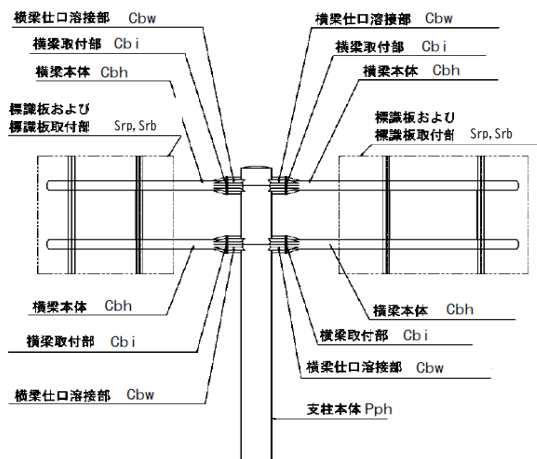 横梁仕口溶接部 Cbw
横梁取付部 Cbi
横梁本体 Cbh
標識板および
標識板取付部 Srp,Srb
横梁仕口溶接部 Cbw
横梁取付部 Cbi
横梁本体 Cbh
標識板および
標識板取付部 Srp,Srb
横梁本体 Cbh
横梁取付部 Cbi
横梁仕口溶接部 Cbw
横梁本体 Cbh
横梁取付部 Cbi
横梁仕口溶接部 Cbw
支柱本体 Pph